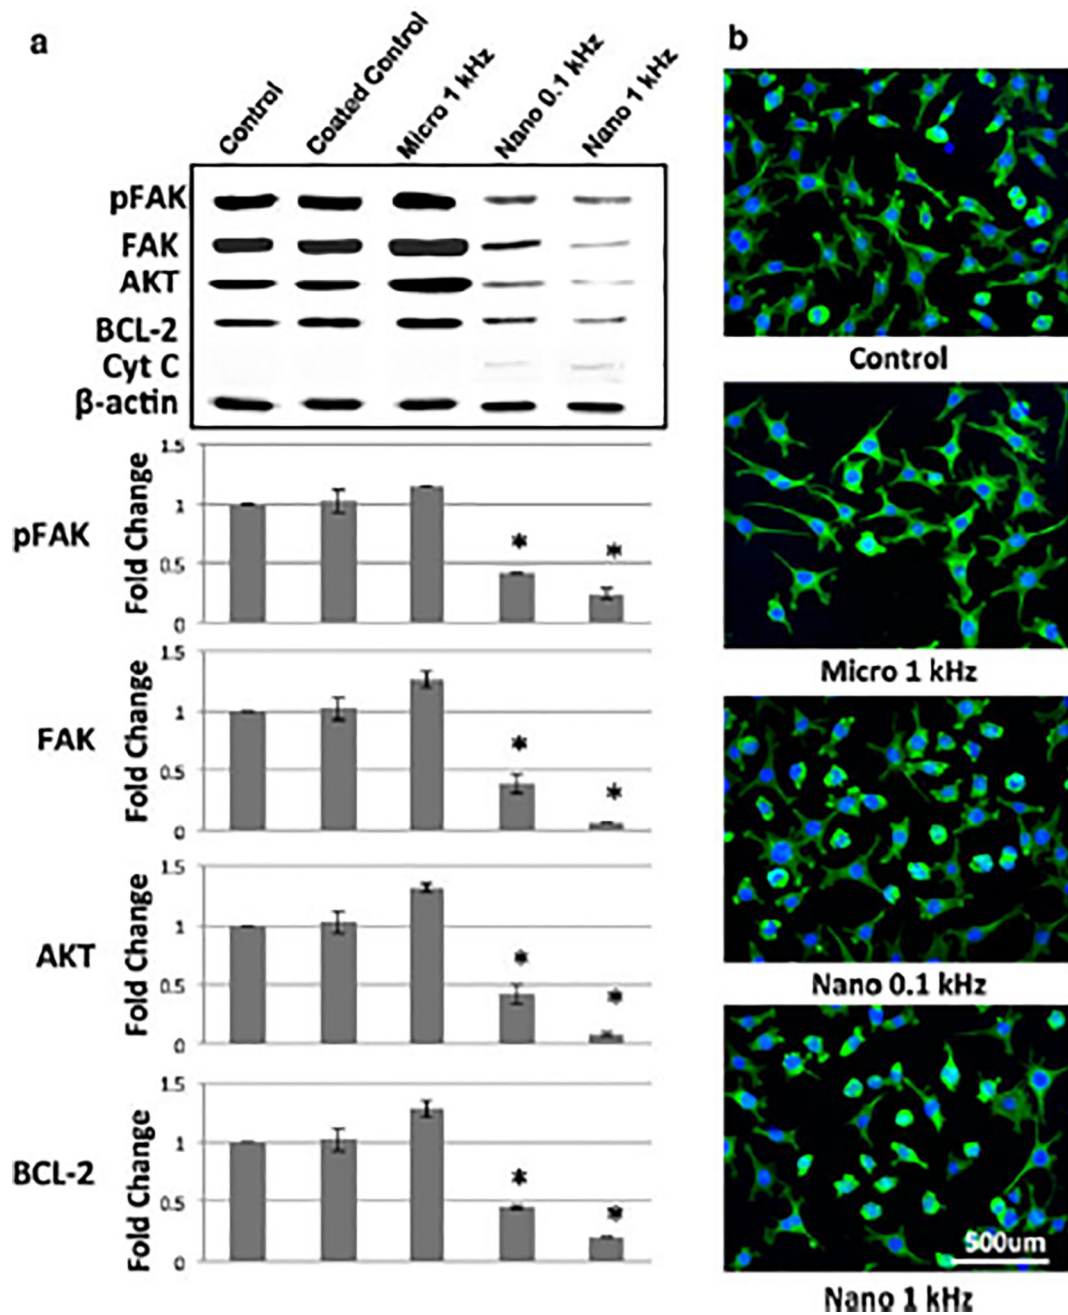 a
Control
Coated Control
Micro 1 kHz
Nano 0.1 kHz
Nano 1 kHz
pFAK
FAK
AKT
BCL-2
Cyt C
β-actin
pFAK
Fold Change
1.5
1
0.5
0
*
*
FAK
Fold Change
1.5
1
0.5
0
*
*
AKT
Fold Change
1.5
1
0.5
0
*
*
BCL-2
Fold Change
1.5
1
0.5
0
*
*
b
Control
Micro 1 kHz
Nano 0.1 kHz
500um
Nano 1 kHz